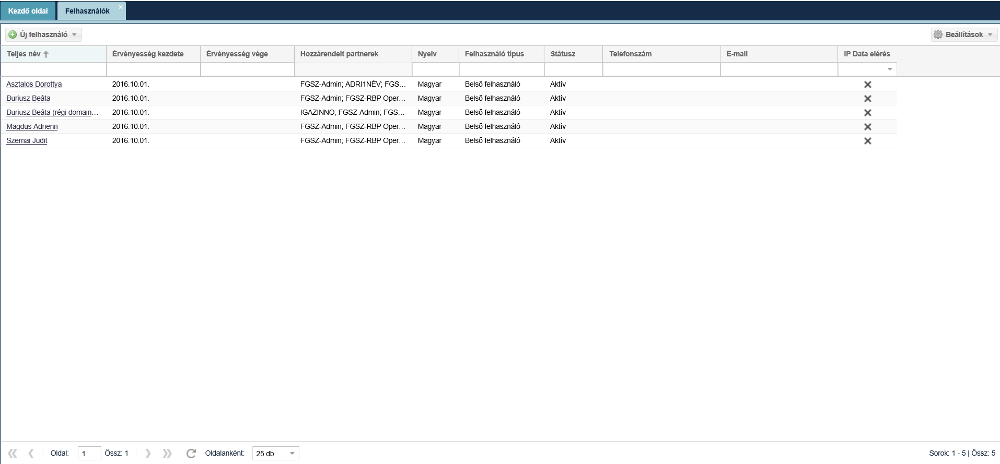 Kezdő oldal Felhasználók
Új felhasználó Beállítások
Teljes név Érvényesség kezdete Érvényesség vége Hozzárendelt partnerek Nyelv Felhasználó típus Státusz Telefonszám E-mail IP Data elérés
Asztalos Dorottya 2016.10.01. FGSZ-Admin; ADRI1NÉV; FGS... Magyar Belső felhasználó Aktív
Buriusz Beáta 2016.10.01. FGSZ-Admin; FGSZ-RBP Oper... Magyar Belső felhasználó Aktív
Buriusz Beáta (régi domain... 2016.10.01. IGAZINNO; FGSZ-Admin; FGS... Magyar Belső felhasználó Aktív
Magdus Adrienn 2016.10.01. FGSZ-Admin; FGSZ-RBP Oper... Magyar Belső felhasználó Aktív
Szernai Judit 2016.10.01. FGSZ-Admin; FGSZ-RBP Oper... Magyar Belső felhasználó Aktív
Oldal: 1 Össz: 1 Oldalanként: 25 db Sorok: 1 - 5 | Össz: 5